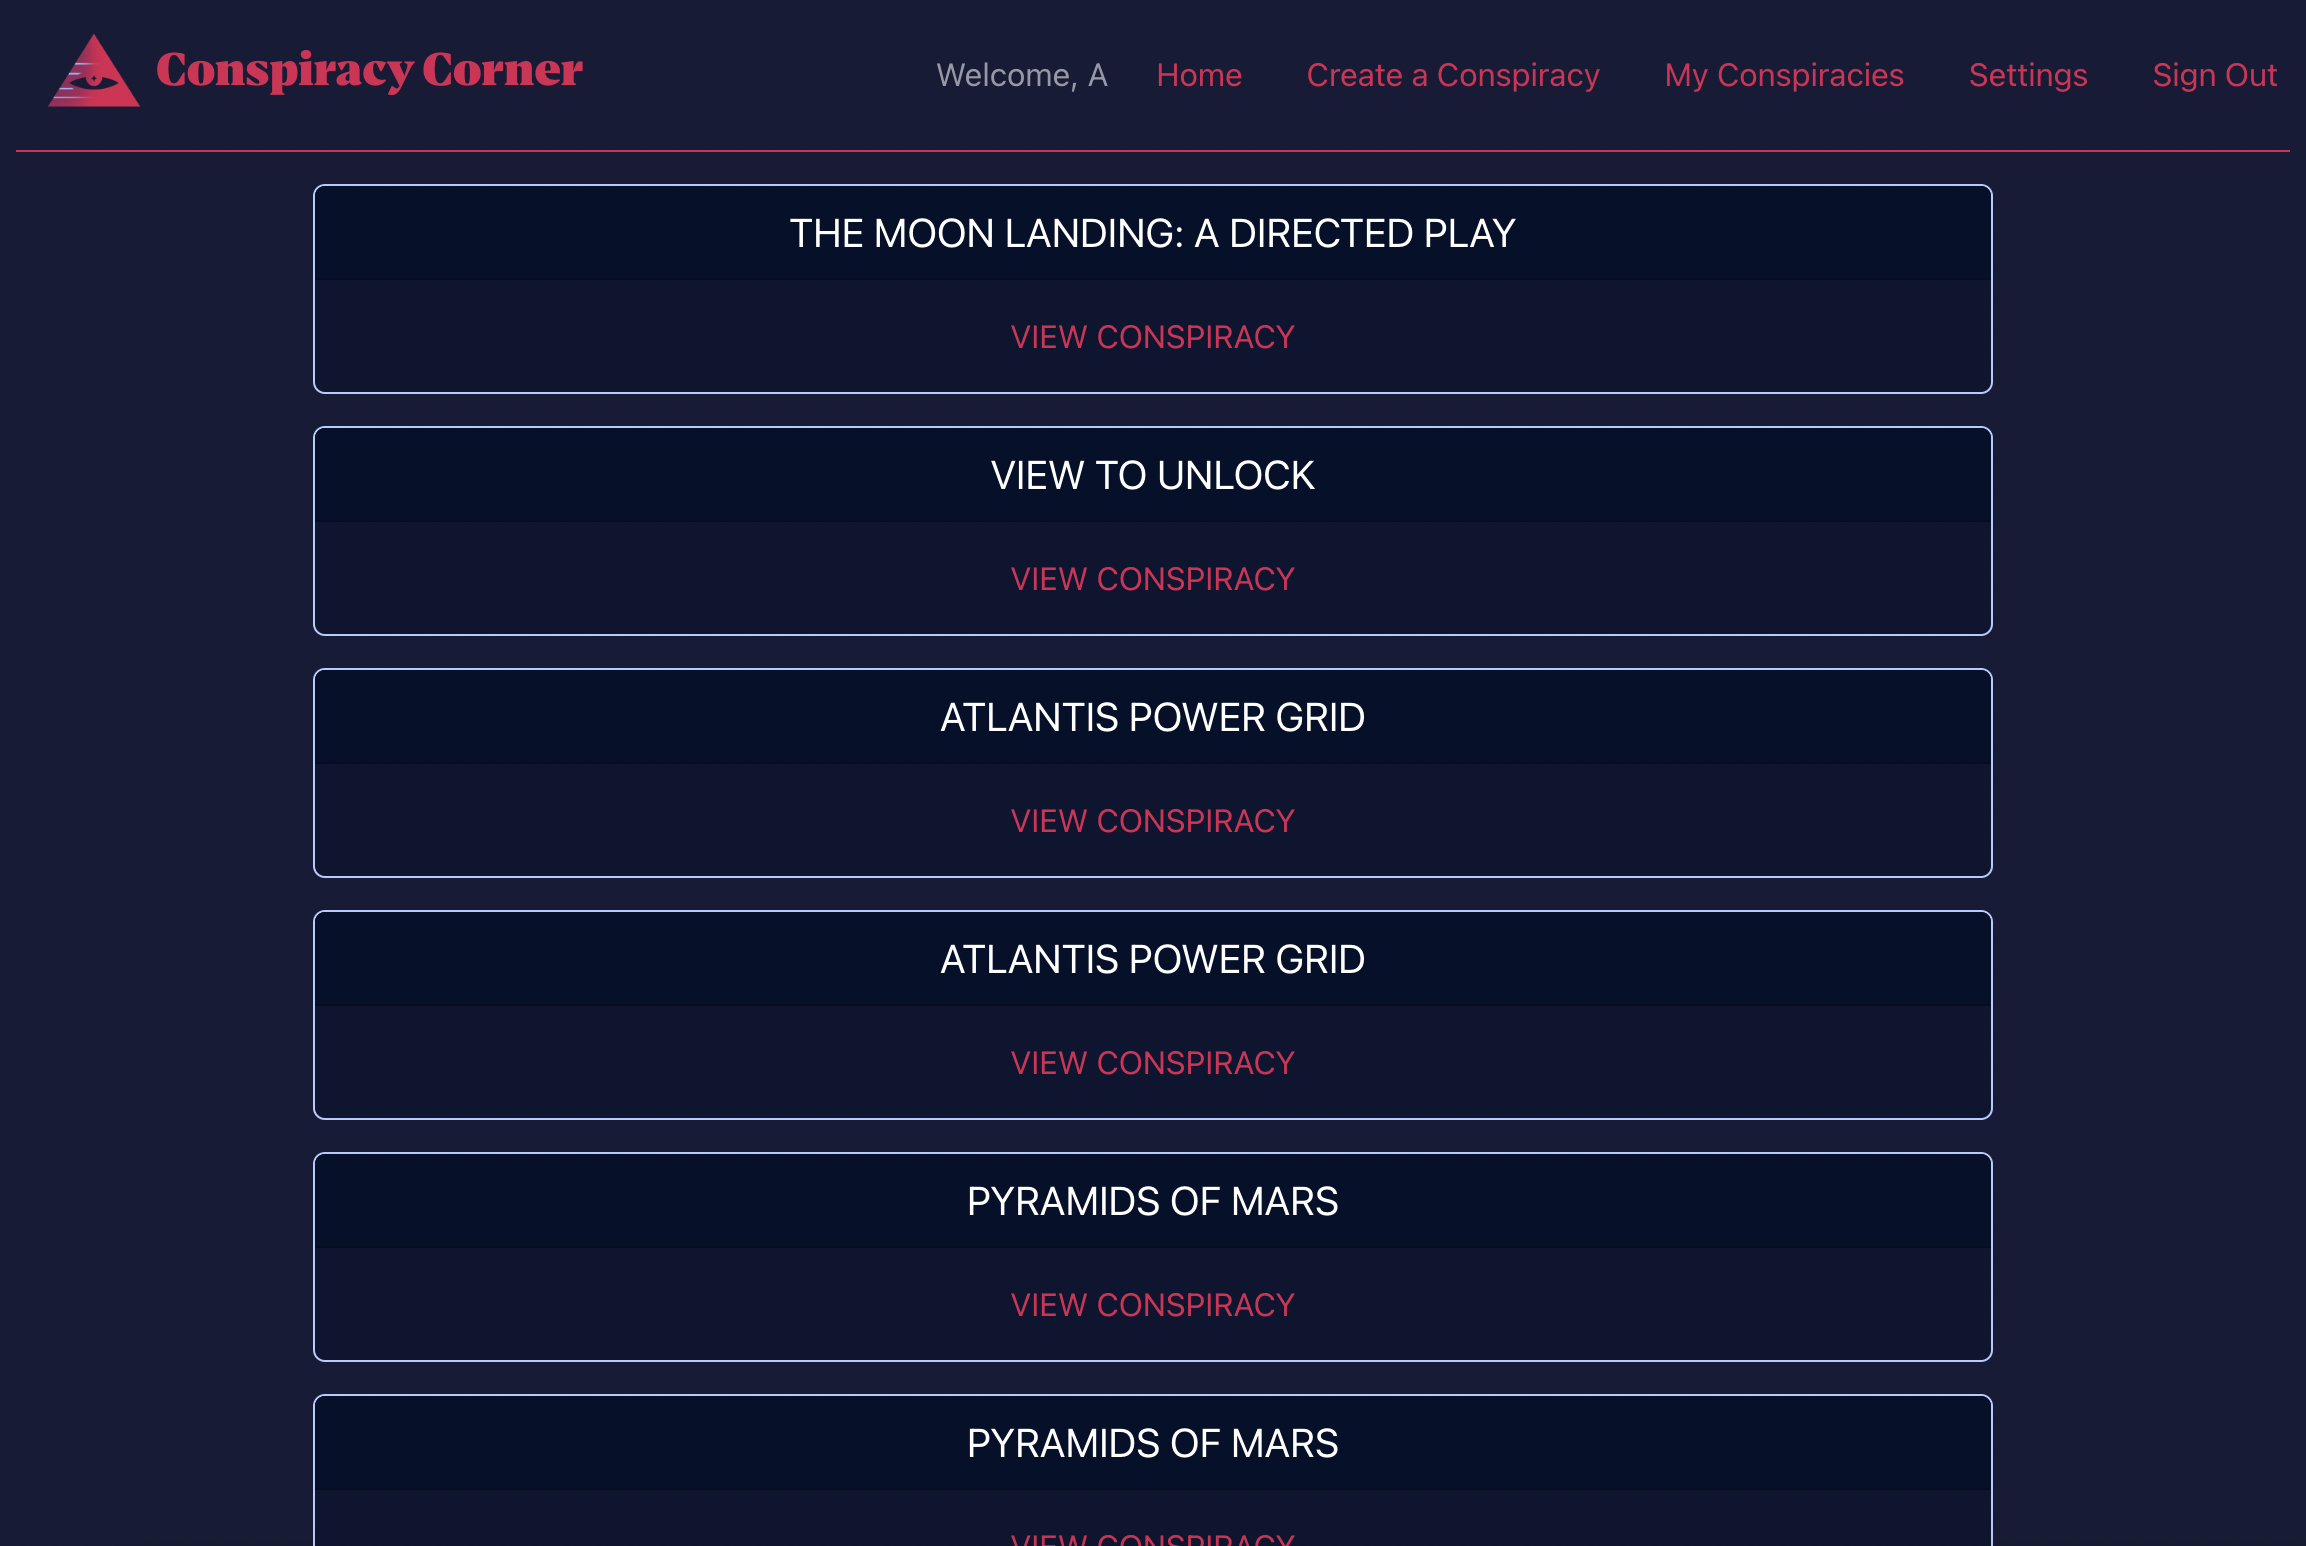 Conspiracy Corner
Welcome, A Home Create a Conspiracy My Conspiracies Settings Sign Out
THE MOON LANDING: A DIRECTED PLAY
VIEW CONSPIRACY
VIEW TO UNLOCK
VIEW CONSPIRACY
ATLANTIS POWER GRID
VIEW CONSPIRACY
ATLANTIS POWER GRID
VIEW CONSPIRACY
PYRAMIDS OF MARS
VIEW CONSPIRACY
PYRAMIDS OF MARS
VIEW CONSPIRACY